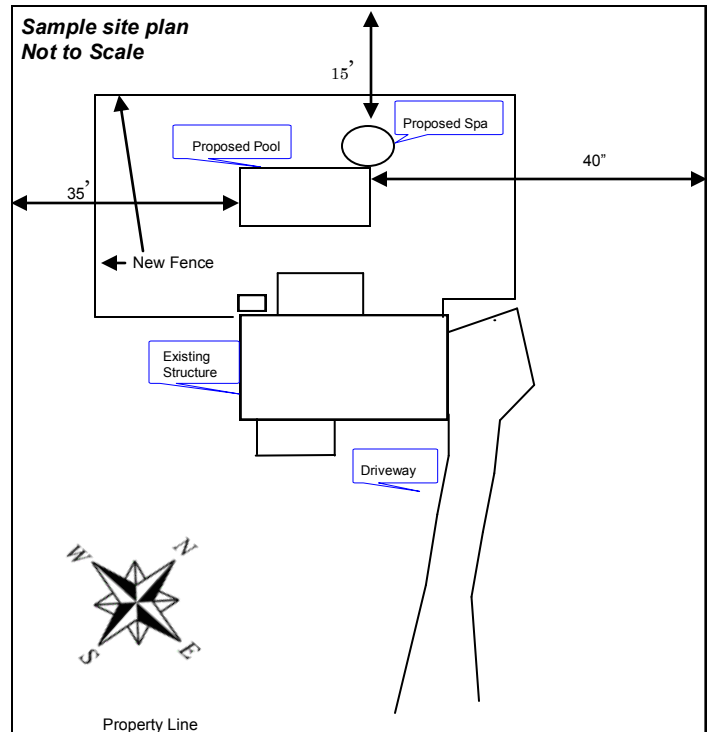 Sample site plan
Not to Scale
15’
Proposed Spa
Proposed Pool
40”
35’
New Fence
Existing
Structure
Driveway
W
N
S
E
Property Line